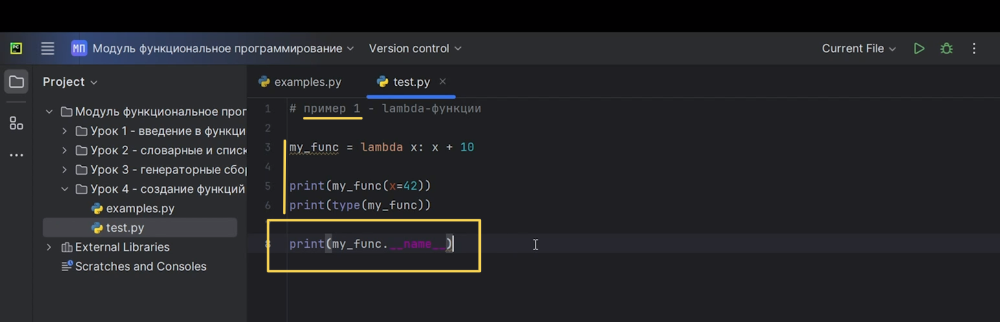 PC
МП Модуль функциональное программирование Version control Current File
Project
examples.py test.py
Модуль функциональное прог
Урок 1 - введение в функци
Урок 2 - словарные и списк
Урок 3 - генераторные сбор
Урок 4 - создание функций
examples.py
test.py
External Libraries
Scratches and Consoles
1 # пример 1 - lambda-функции
2
3 my_func = lambda x: x + 10
4
5 print(my_func(x=42))
6 print(type(my_func))
8 print(my_func.__name__)